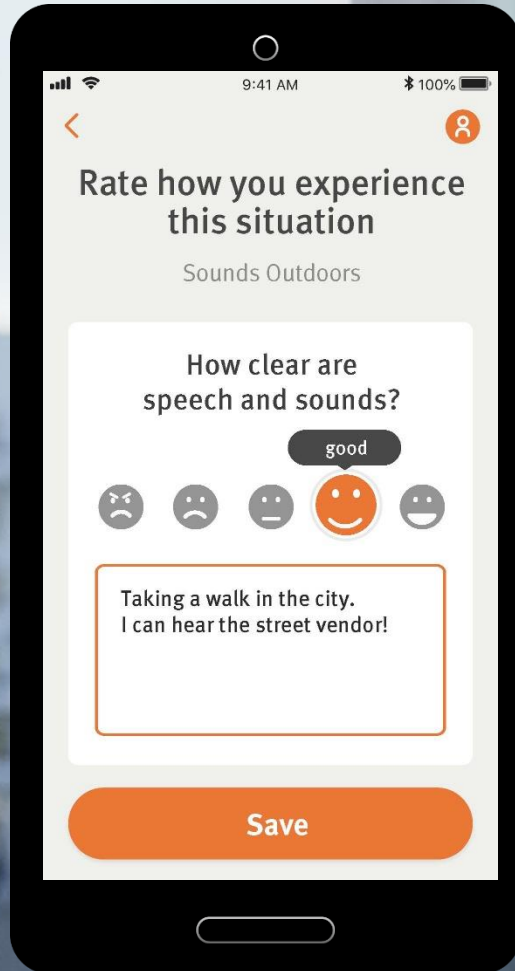 9:41 AM
100%
Rate how you experience
this situation
Sounds Outdoors
How clear are
speech and sounds?
good
Taking a walk in the city.
I can hear the street vendor!
Save